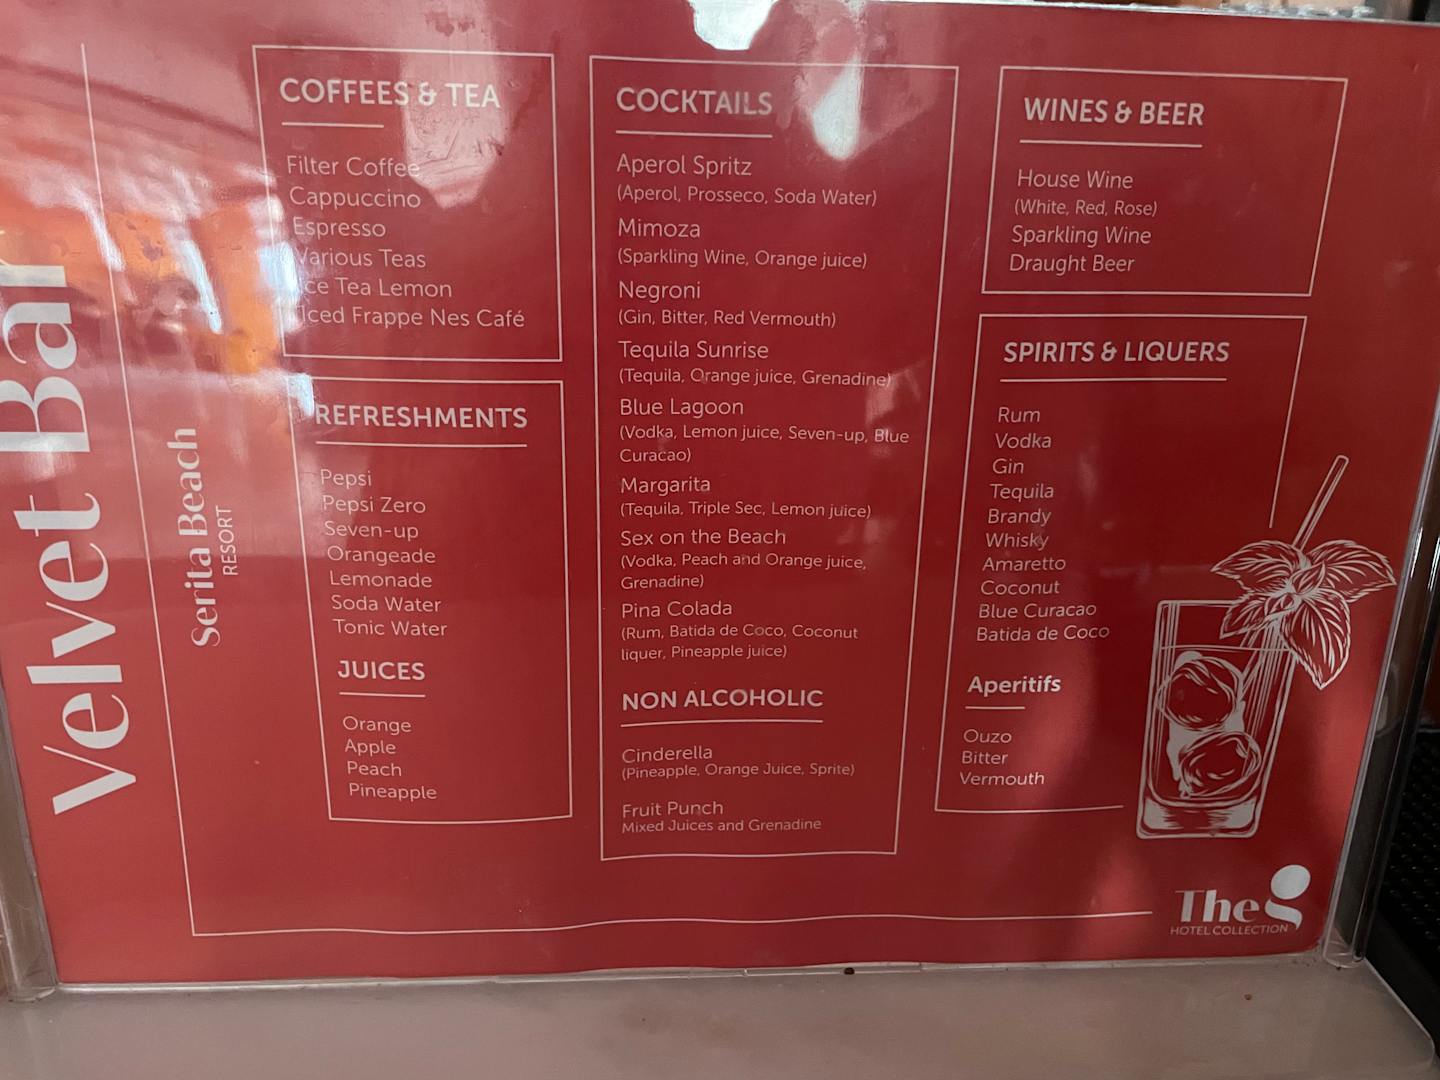 Velvet Bar
Serita Beach
RESORT
COFFEES & TEA
Filter Coffee
Cappuccino
Espresso
Various Teas
Ice Tea Lemon
Iced Frappe Nes Café
REFRESHMENTS
Pepsi
Pepsi Zero
Seven-up
Orangeade
Lemonade
Soda Water
Tonic Water
JUICES
Orange
Apple
Peach
Pineapple
COCKTAILS
Aperol Spritz
(Aperol, Prosseco, Soda Water)
Mimoza
(Sparkling Wine, Orange juice)
Negroni
(Gin, Bitter, Red Vermouth)
Tequila Sunrise
(Tequila, Orange juice, Grenadine)
Blue Lagoon
(Vodka, Lemon juice, Seven-up, Blue
Curacao)
Margarita
(Tequila, Triple Sec, Lemon juice)
Sex on the Beach
(Vodka, Peach and Orange juice,
Grenadine)
Pina Colada
(Rum, Batida de Coco, Coconut
liquer, Pineapple juice)
NON ALCOHOLIC
Cinderella
(Pineapple, Orange Juice, Sprite)
Fruit Punch
Mixed Juices and Grenadine
WINES & BEER
House Wine
(White, Red, Rose)
Sparkling Wine
Draught Beer
SPIRITS & LIQUERS
Rum
Vodka
Gin
Tequila
Brandy
Whisky
Amaretto
Coconut
Blue Curacao
Batida de Coco
Aperitifs
Ouzo
Bitter
Vermouth
The g
HOTEL COLLECTION